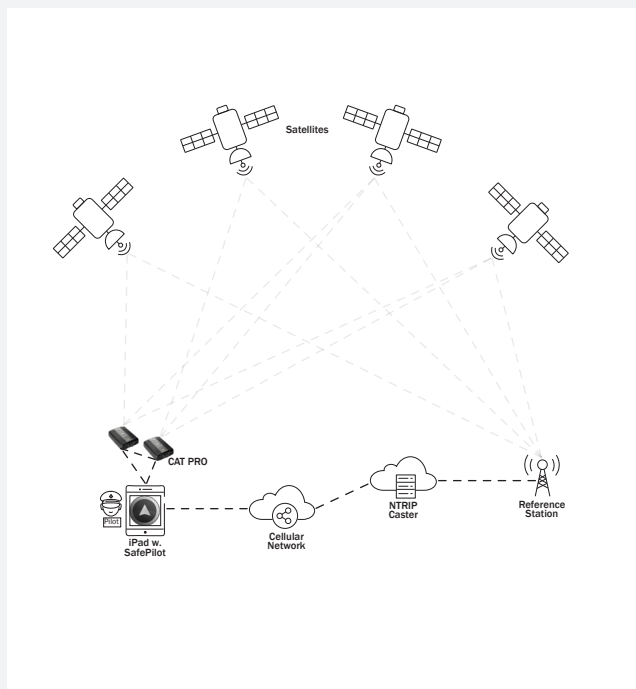 Satellites
CAT PRO
Pilot
iPad w.
SafePilot
Cellular
Network
NTRIP
Caster
Reference
Station